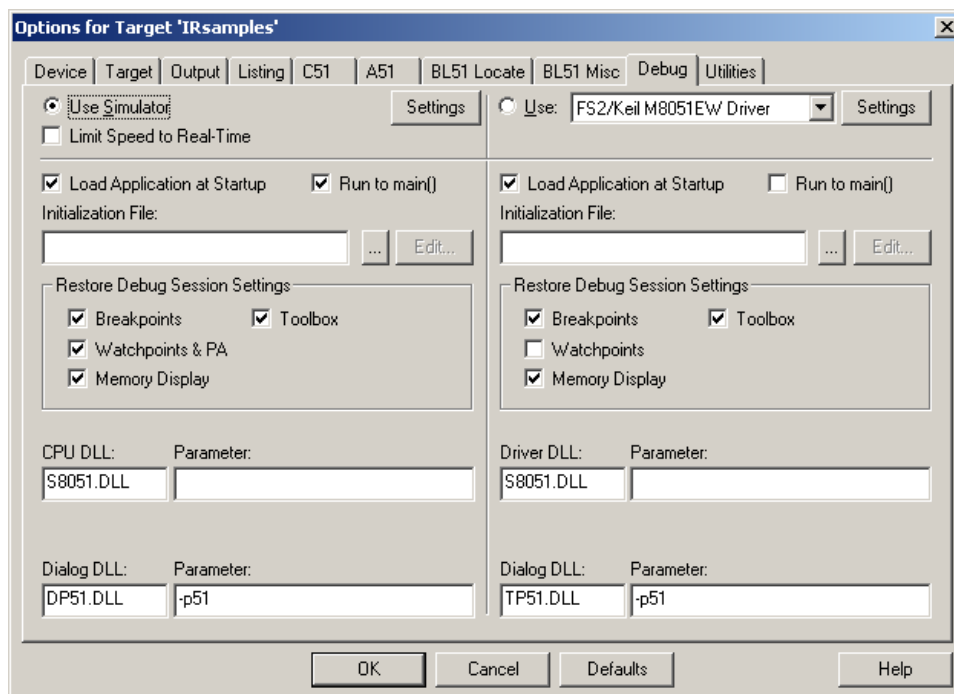 Options for Target 'IRsamples'
Device Target Output Listing C51 A51 BL51 Locate BL51 Misc Debug Utilities
Use Simulator Settings Use: FS2/Keil M8051EW Driver Settings
Limit Speed to Real-Time
Load Application at Startup Run to main() Load Application at Startup Run to main()
Initialization File: Initialization File:
... Edit... ... Edit...
Restore Debug Session Settings Restore Debug Session Settings
Breakpoints Toolbox Breakpoints Toolbox
Watchpoints & PA Watchpoints
Memory Display Memory Display
CPU DLL: Parameter: Driver DLL: Parameter:
S8051.DLL S8051.DLL
Dialog DLL: Parameter: Dialog DLL: Parameter:
DP51.DLL -p51 TP51.DLL -p51
OK Cancel Defaults Help